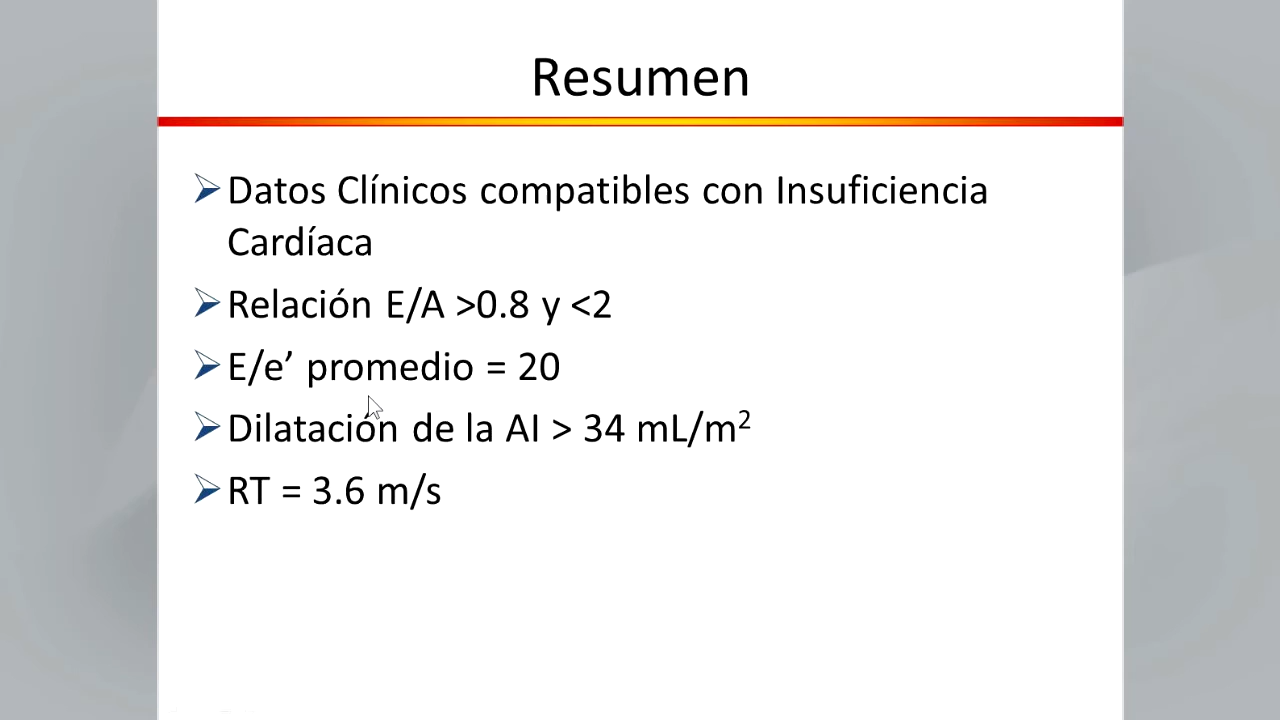 Resumen
Datos Clínicos compatibles con Insuficiencia
Cardíaca
Relación E/A >0.8 y <2
E/e’ promedio = 20
Dilatación de la AI > 34 mL/m²
RT = 3.6 m/s